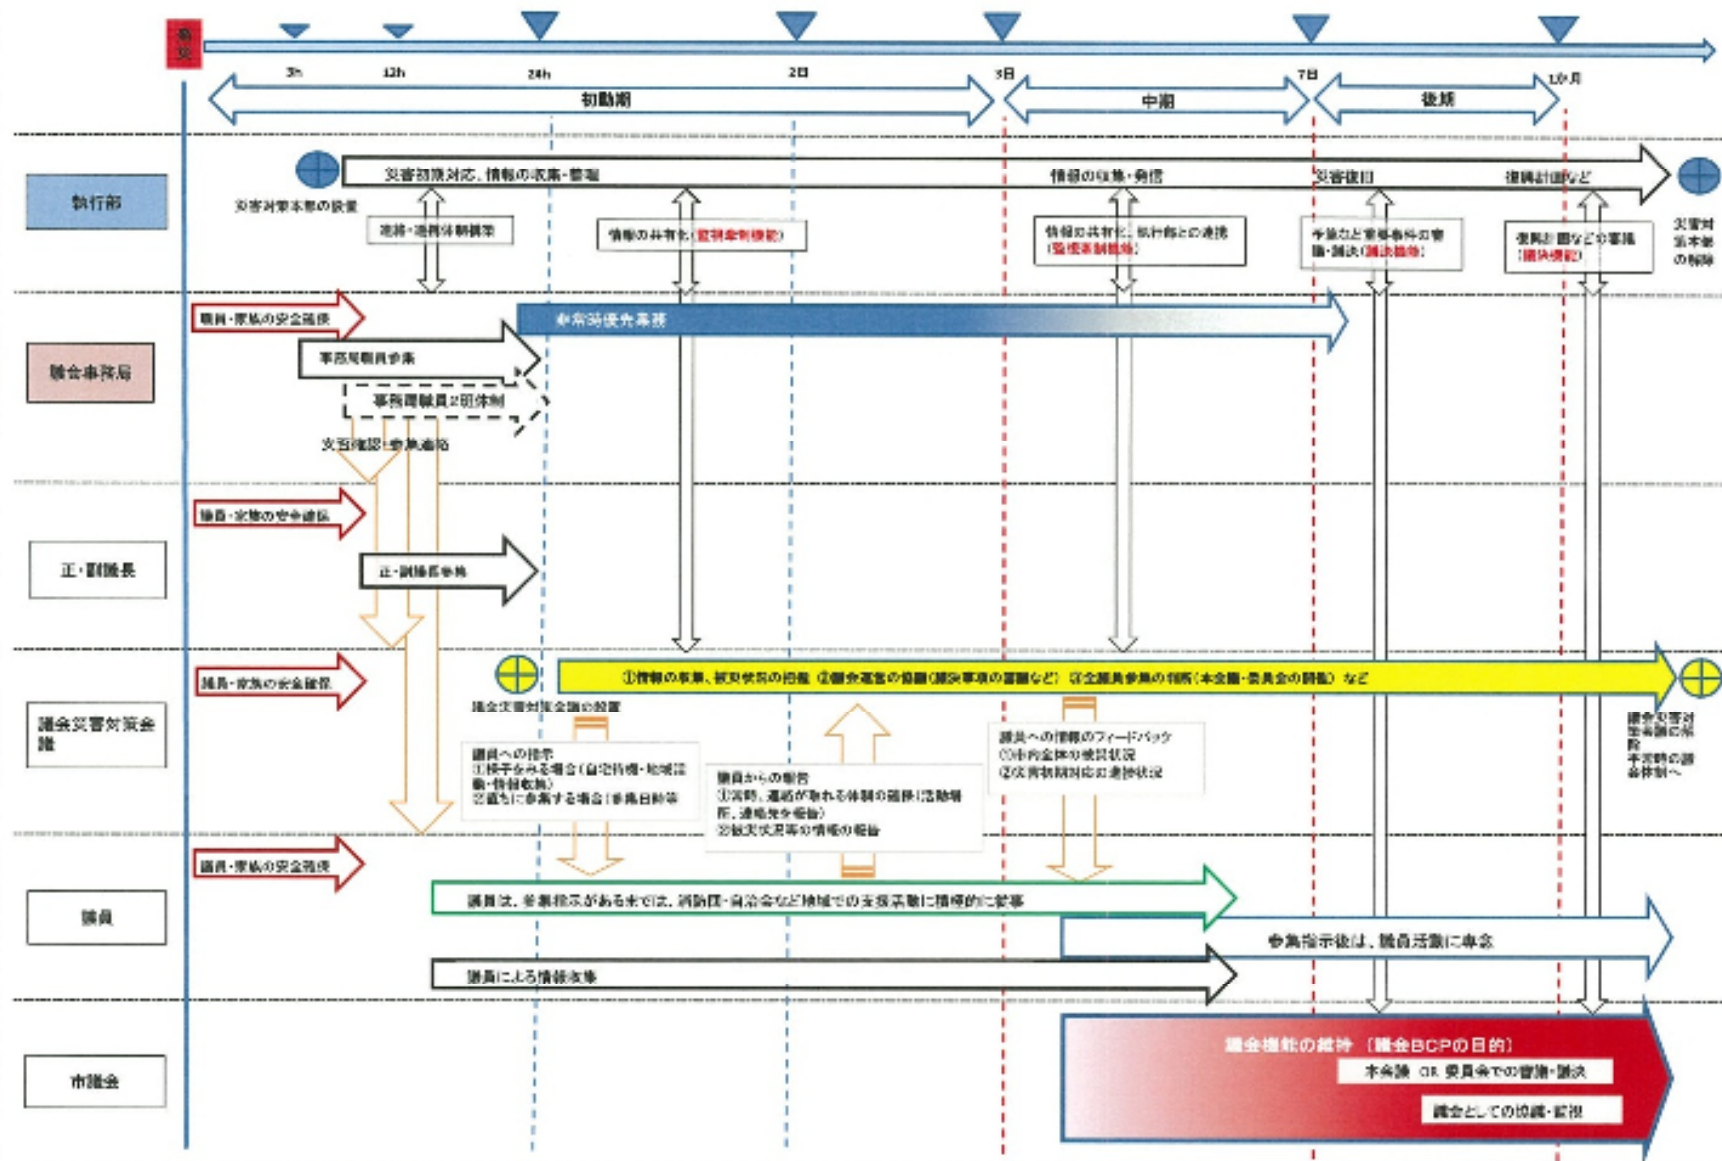 発災
3h
12h
24h
2日
3日
7日
1か月
初動期
中期
後期
執行部
災害初期対応、情報の収集・整理
情報の収集・発信
災害復旧
復興計画など
災害対策本部の設置
連絡・連携体制構築
情報の共有化(監視牽制機能)
情報の共有化、執行部との連携
(監視牽制機能)
予算など重要案件の審
議・議決(議決機能)
復興計画などの審議
(議決機能)
災害対
策本部
の解除
議会事務局
職員・家族の安全確保
非常時優先業務
事務局職員参集
事務局職員2班体制
安否確認・参集連絡
正・副議長
議員・家族の安全確保
正・副議長参集
議会災害対策会
議
議員・家族の安全確保
①情報の収集、被災状況の把握 ②議会運営の協議(議決事項の審議など) ③全議員参集の判断(本会議・委員会の開催) など
議会災害対策会議の設置
議員への指示
①様子をみる場合(自宅待機・地域活
動・情報収集)
②直ちに参集する場合(参集日時等
議員からの報告
①常時、連絡が取れる体制の確保(活動場
所、連絡先を報告)
②被災状況等の情報の報告
議員への情報のフィードバック
①市内全体の被災状況
②災害初期対応の進捗状況
議会災害対
策会議の解
除
平常時の議
会体制へ
議員
議員・家族の安全確保
議員は、参集指示があるまでは、消防団・自治会など地域での支援活動に積極的に従事
参集指示後は、議員活動に専念
議員による情報収集
市議会
議会機能の維持 (議会BCPの目的)
本会議 OR 委員会での審議・議決
議会としての協議・監視